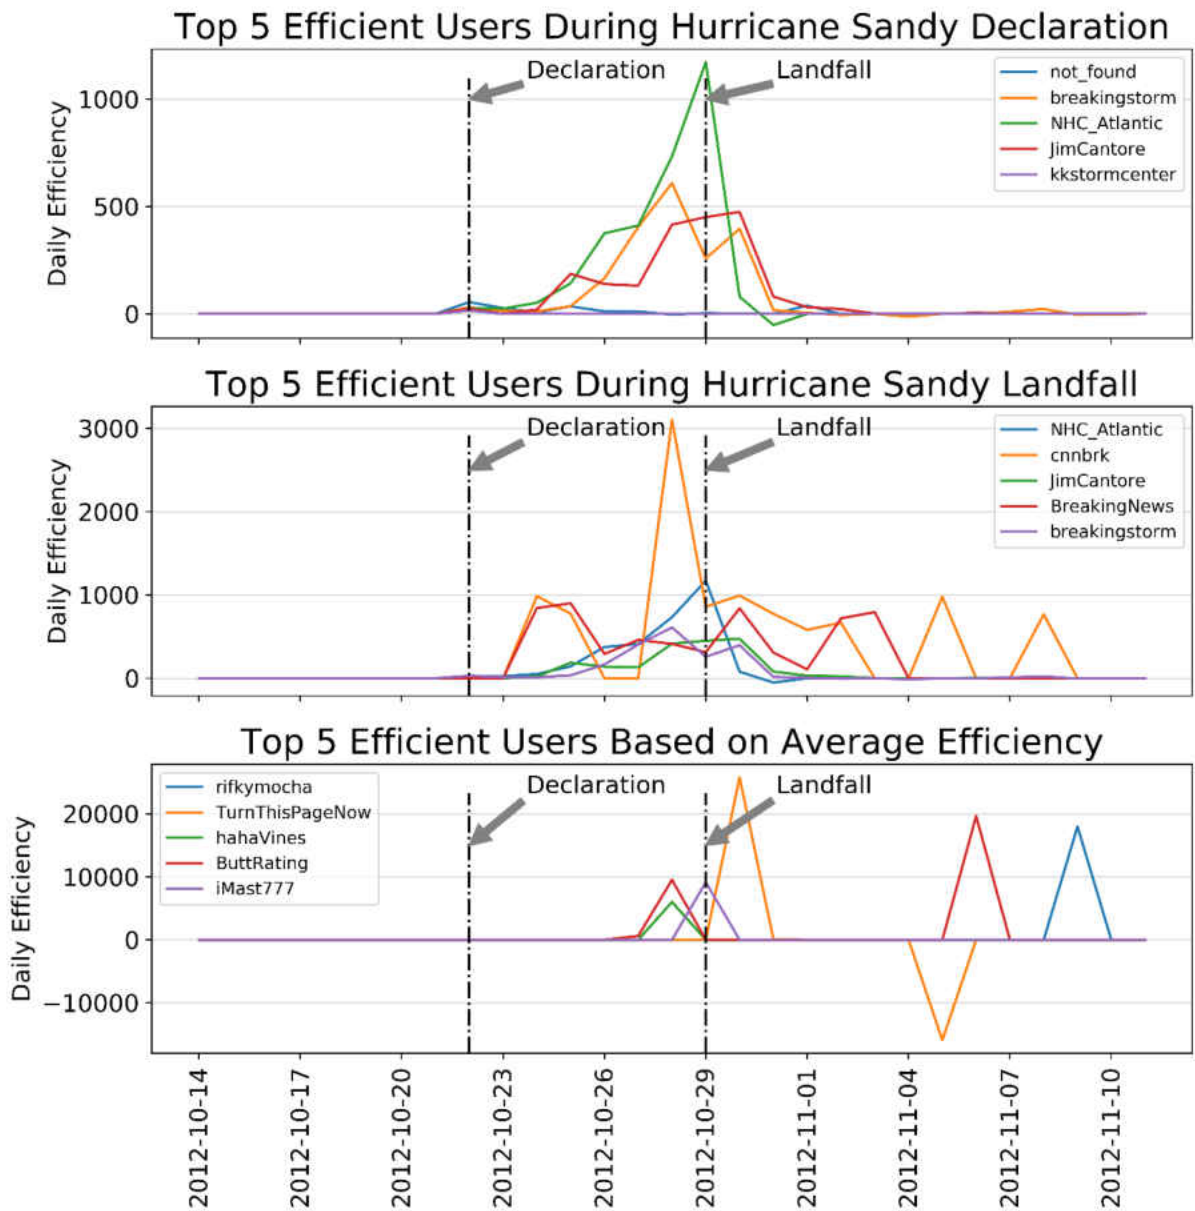 Top 5 Efficient Users During Hurricane Sandy Declaration
Declaration
Landfall
not_found
breakingstorm
NHC_Atlantic
JimCantore
kkstormcenter
1000
500
0
Daily Efficiency
Top 5 Efficient Users During Hurricane Sandy Landfall
Declaration
Landfall
NHC_Atlantic
cnnbrk
JimCantore
BreakingNews
breakingstorm
3000
2000
1000
0
Daily Efficiency
Top 5 Efficient Users Based on Average Efficiency
rifkymocha
TurnThisPageNow
hahaVines
ButtRating
iMast777
Declaration
Landfall
20000
10000
0
−10000
Daily Efficiency
2012-10-14
2012-10-17
2012-10-20
2012-10-23
2012-10-26
2012-10-29
2012-11-01
2012-11-04
2012-11-07
2012-11-10